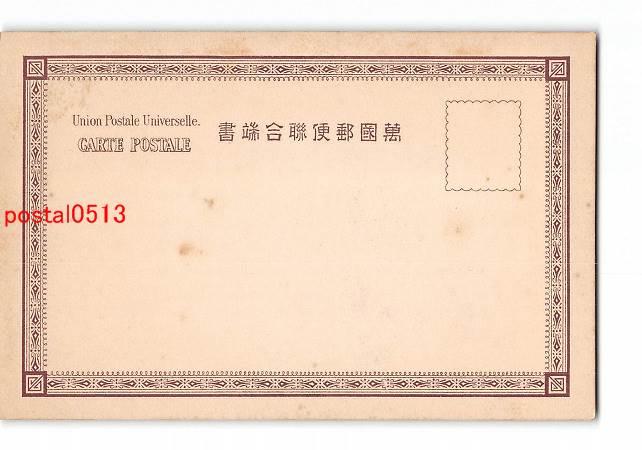 Union Postale Universelle.
CARTE POSTALE
萬國郵便聯合端書
postal0513